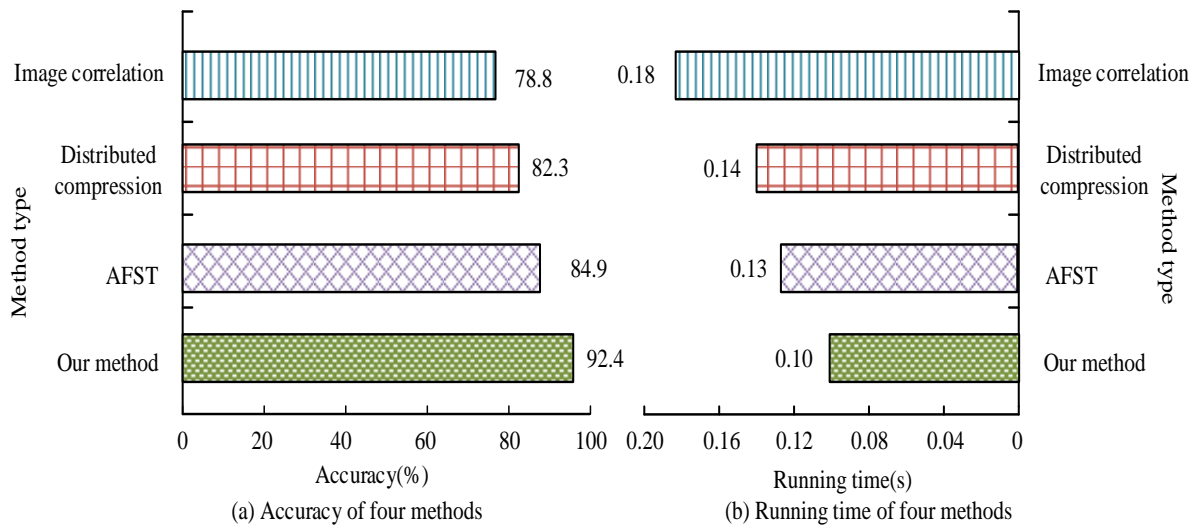 Method type
Image correlation
78.8
Distributed
compression
82.3
AFST
84.9
Our method
92.4
0 20 40 60 80 100
Accuracy(%)
(a) Accuracy of four methods
0.18
Image correlation
0.14
Distributed
compression
0.13
AFST
0.10
Our method
Method type
0.20 0.16 0.12 0.08 0.04 0
Running time(s)
(b) Running time of four methods